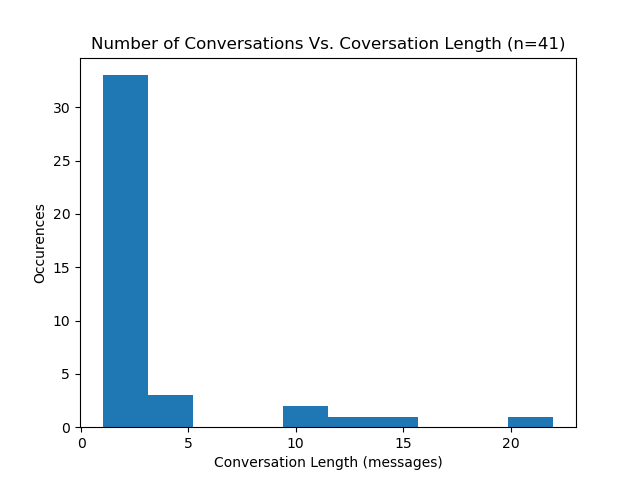 Number of Conversations Vs. Coversation Length (n=41)
Occurences
30
25
20
15
10
5
0
0 5 10 15 20
Conversation Length (messages)